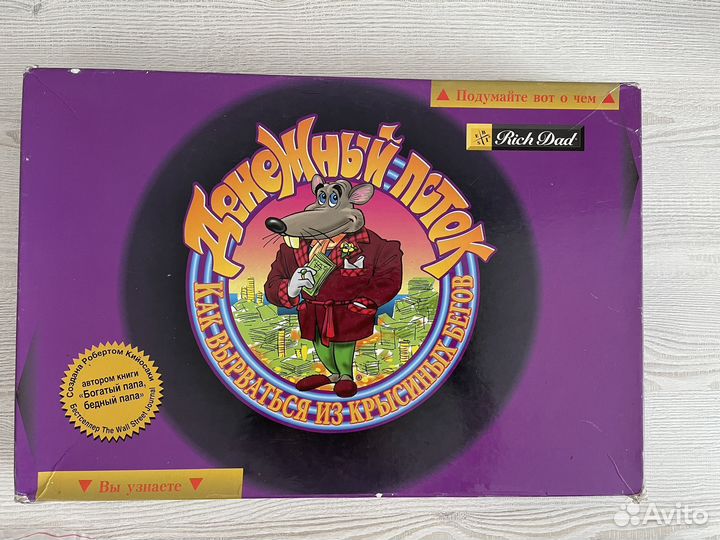 ▲ Подумайте вот о чем ▲
E B
S I
Rich Dad
Денежный поток
Как вырваться из крысиных бегов
Создана Робертом Кийосаки
автором книги
«Богатый папа,
бедный папа»
Бестселлер The Wall Street Journal
▼ Вы узнаете ▼
Avito